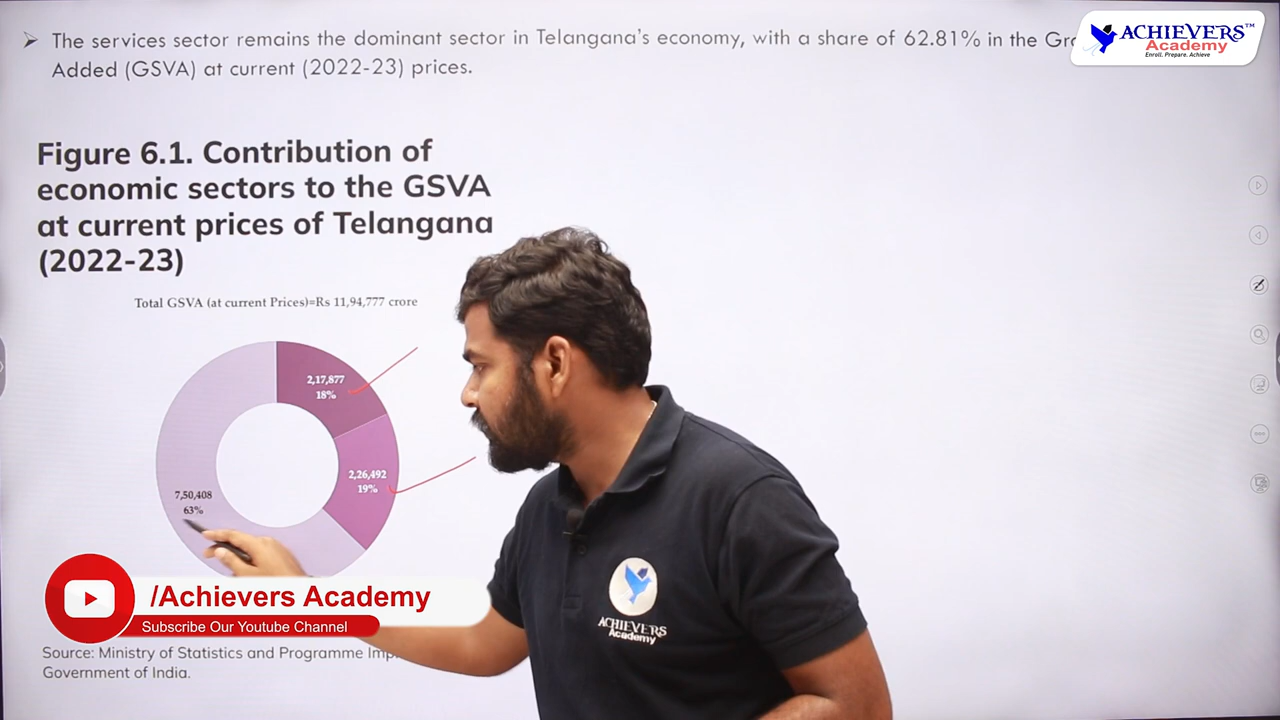 ➢ The services sector remains the dominant sector in Telangana's economy, with a share of 62.81% in the
Added (GSVA) at current (2022-23) prices.
ACHIEVERS™
Academy
Enroll. Prepare. Achieve
Figure 6.1. Contribution of
economic sectors to the GSVA
at current prices of Telangana
(2022-23)
Total GSVA (at current Prices)=Rs 11,94,777 crore
2,17,877
18%
2,26,492
19%
7,50,408
63%
/Achievers Academy
Subscribe Our Youtube Channel
ACHIEVERS
Academy
Source: Ministry of Statistics and Programme
Government of India.